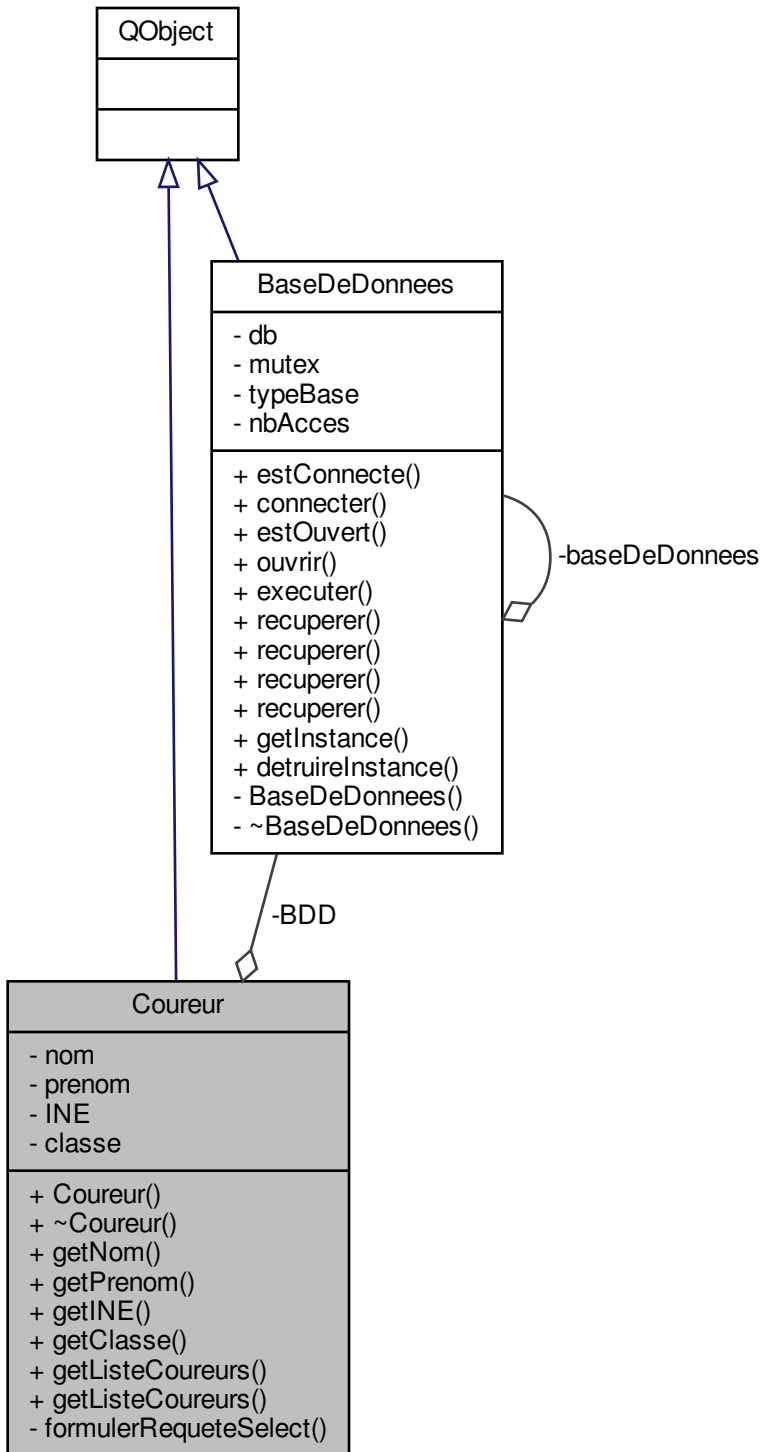 QObject
BaseDeDonnees
- db
- mutex
- typeBase
- nbAcces
+ estConnecte()
+ connecter()
+ estOuvert()
+ ouvrir()
+ executer()
+ recuperer()
+ recuperer()
+ recuperer()
+ recuperer()
+ getInstance()
+ detruireInstance()
- BaseDeDonnees()
- ~BaseDeDonnees()
-baseDeDonnees
-BDD
Coureur
- nom
- prenom
- INE
- classe
+ Coureur()
+ ~Coureur()
+ getNom()
+ getPrenom()
+ getINE()
+ getClasse()
+ getListeCoureurs()
+ getListeCoureurs()
- formulerRequeteSelect()